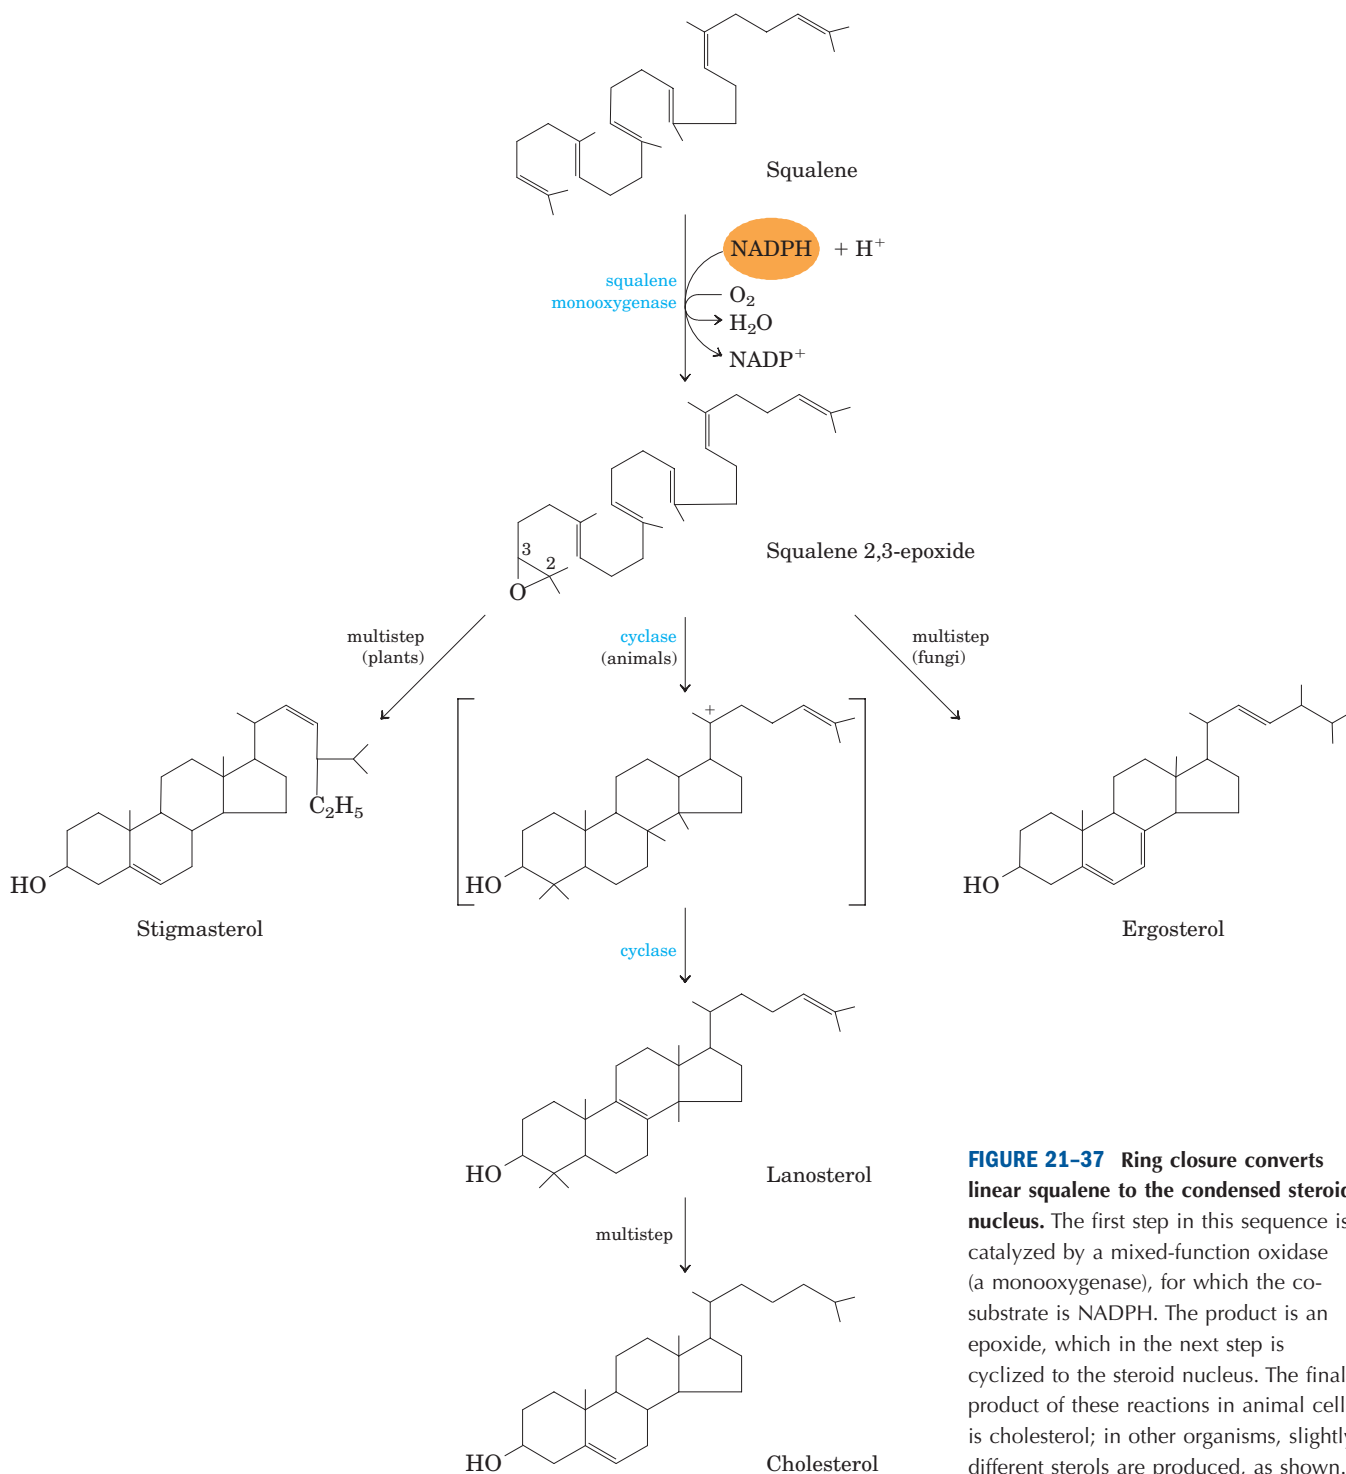 Squalene
NADPH + H⁺
squalene
monooxygenase
O₂
H₂O
NADP⁺
3
2
O
Squalene 2,3-epoxide
multistep
(plants)
cyclase
(animals)
multistep
(fungi)
+
C₂H₅
HO
HO
HO
Stigmasterol
Ergosterol
cyclase
HO
Lanosterol
multistep
HO
Cholesterol
FIGURE 21–37 Ring closure converts
linear squalene to the condensed steroid
nucleus. The first step in this sequence is
catalyzed by a mixed-function oxidase
(a monooxygenase), for which the co-
substrate is NADPH. The product is an
epoxide, which in the next step is
cyclized to the steroid nucleus. The final
product of these reactions in animal cell
is cholesterol; in other organisms, slightly
different sterols are produced, as shown.